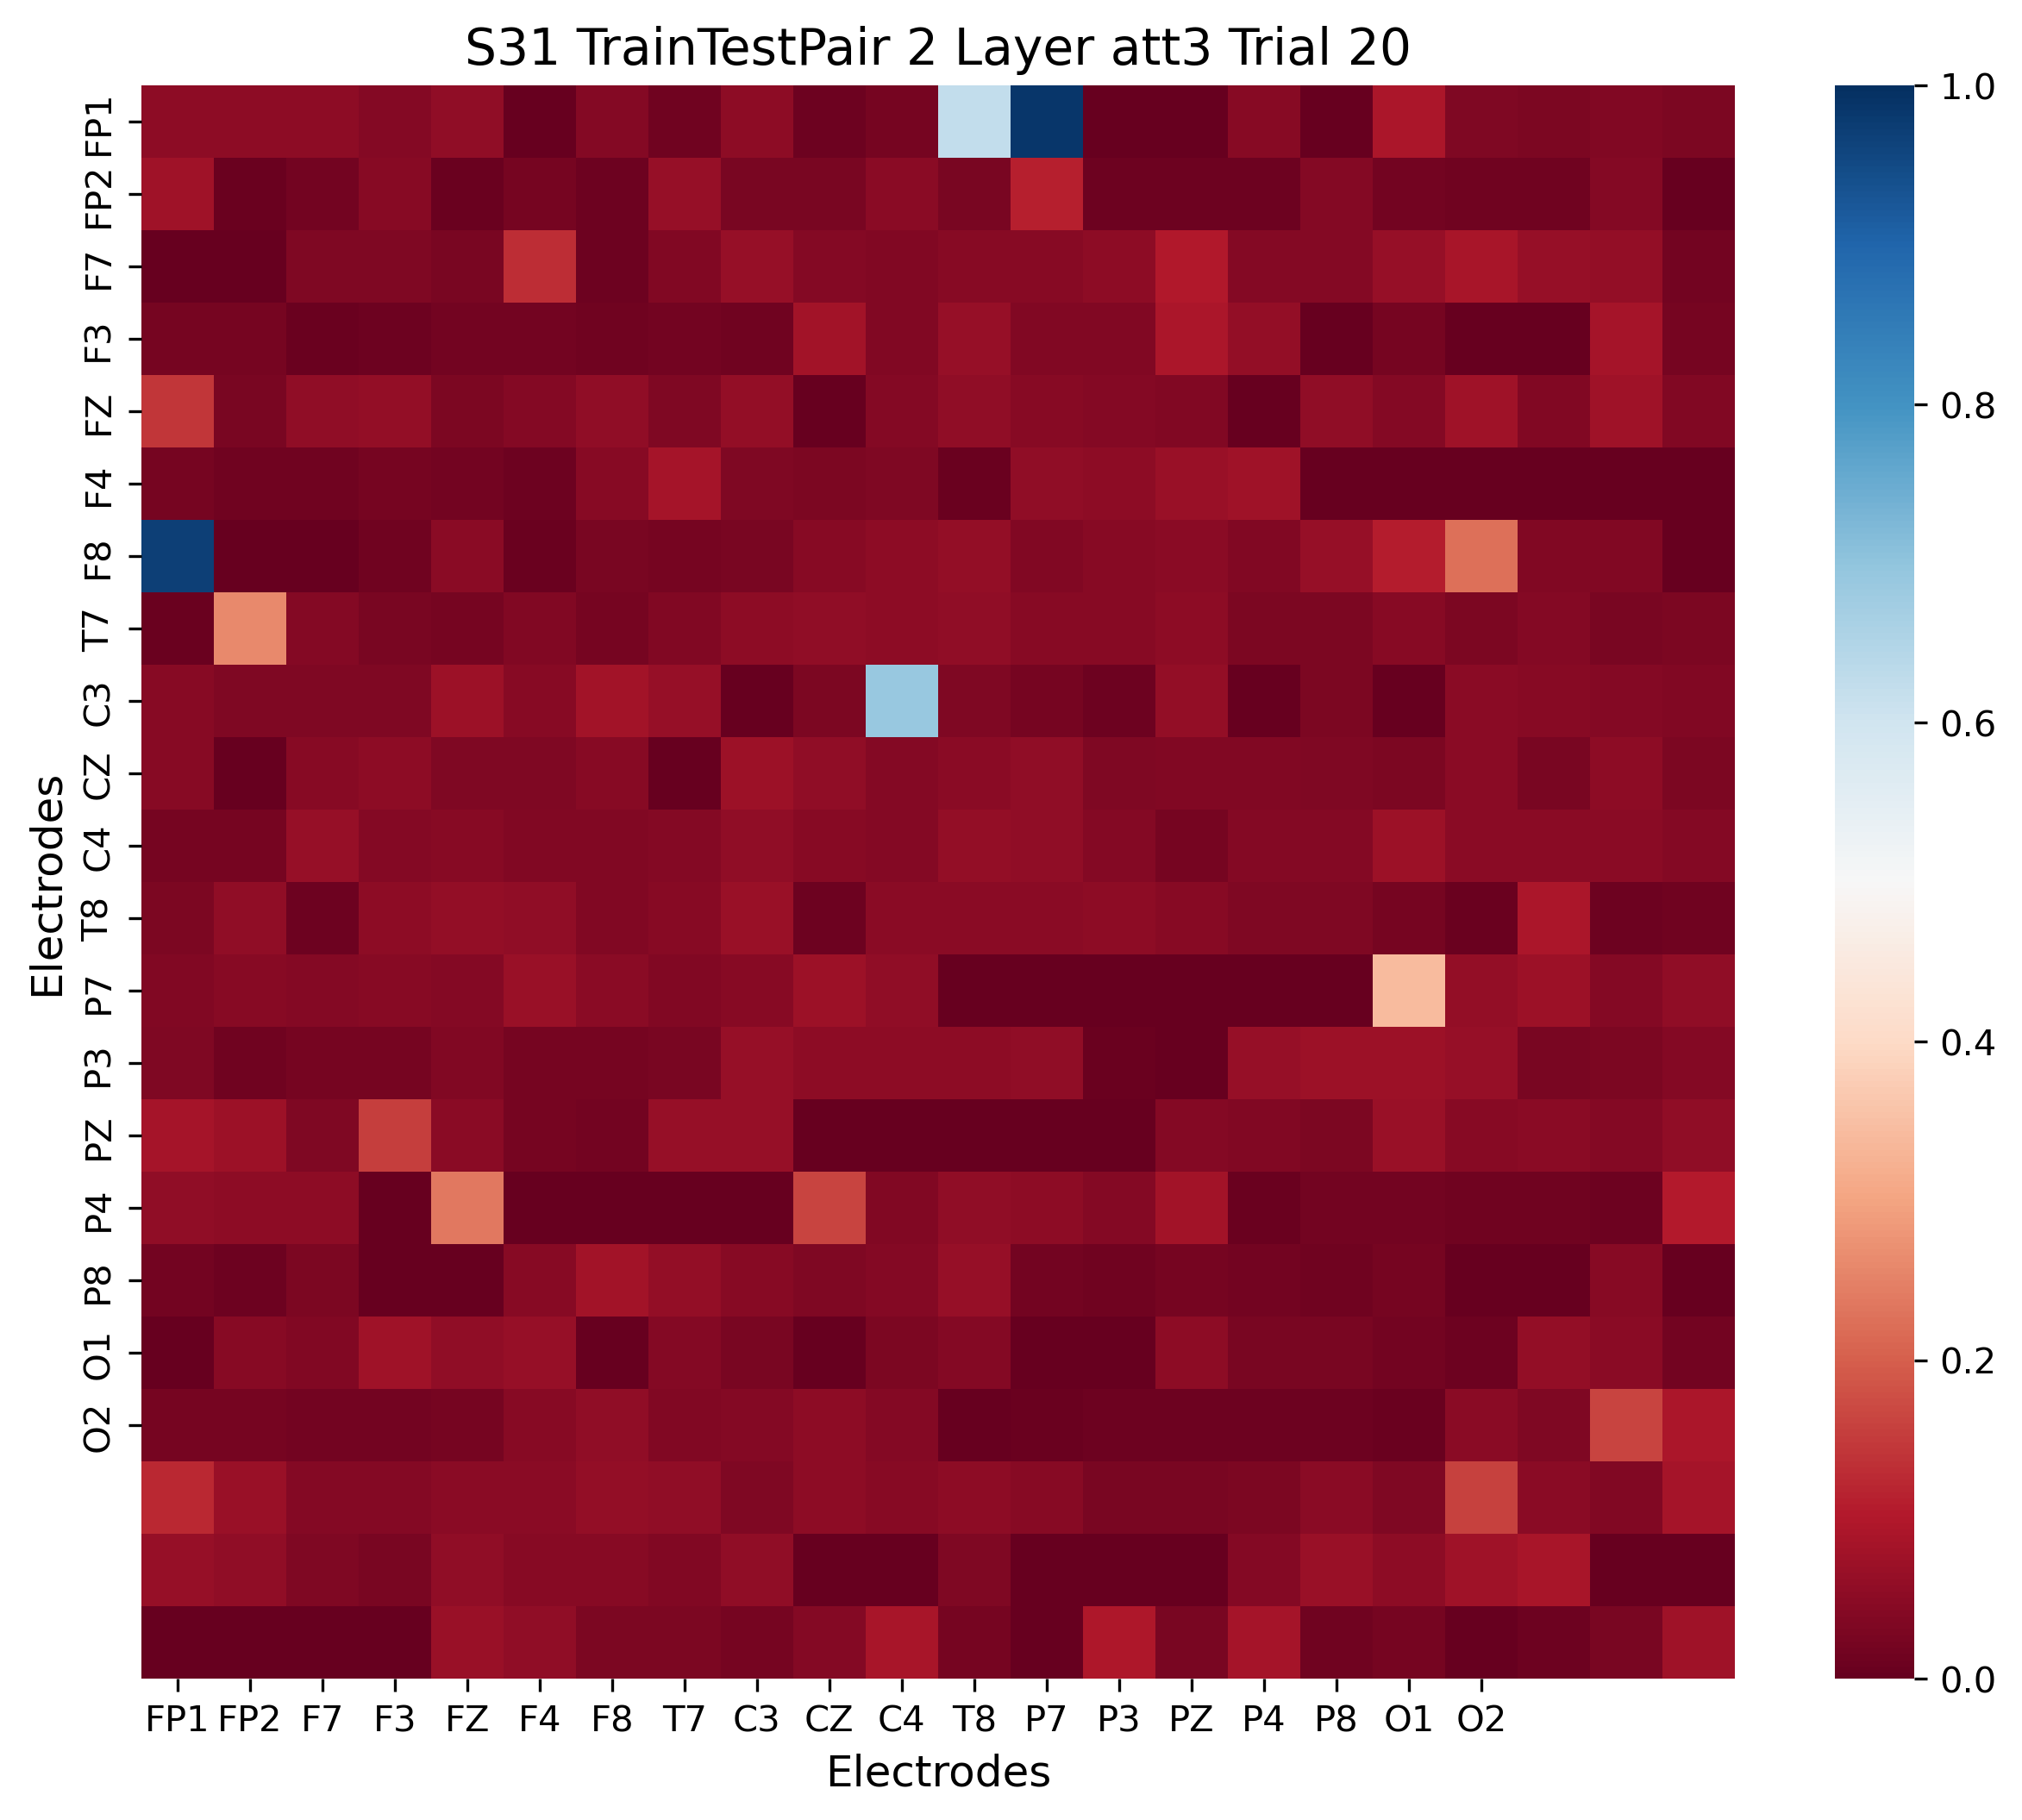 S31 TrainTestPair 2 Layer att3 Trial 20
Electrodes
FP1
FP2
F7
F3
FZ
F4
F8
T7
C3
CZ
C4
T8
P7
P3
PZ
P4
P8
O1
O2
FP1 FP2 F7 F3 FZ F4 F8 T7 C3 CZ C4 T8 P7 P3 PZ P4 P8 O1 O2
Electrodes
1.0
0.8
0.6
0.4
0.2
0.0